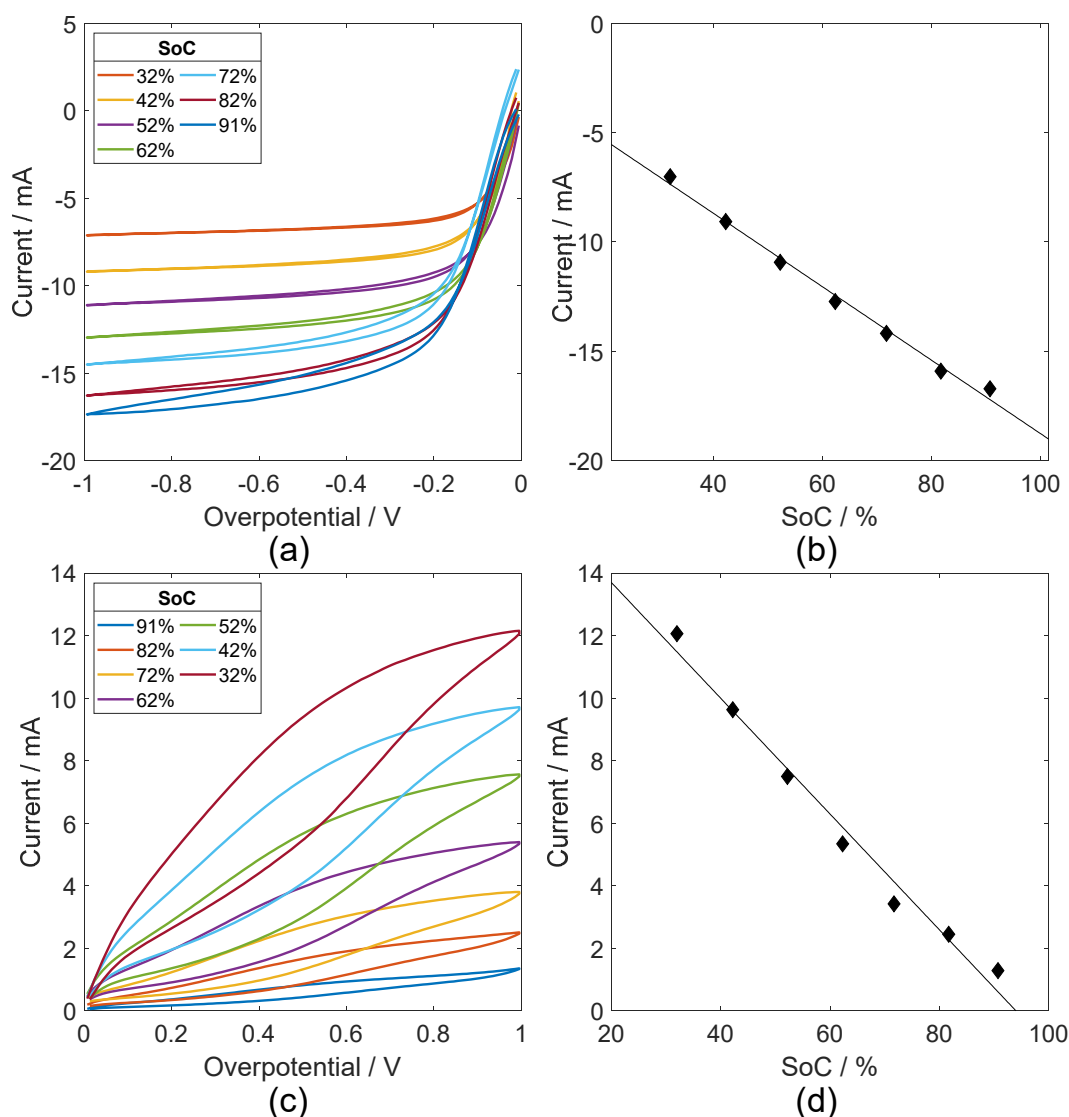 5
0
-5
-10
-15
-20
Current / mA
SoC
32% 72%
42% 82%
52% 91%
62%
-1 -0.8 -0.6 -0.4 -0.2 0
Overpotential / V
(a)
0
-5
-10
-15
-20
Current / mA
40 60 80 100
SoC / %
(b)
14
12
10
8
6
4
2
0
Current / mA
SoC
91% 52%
82% 42%
72% 32%
62%
0 0.2 0.4 0.6 0.8 1
Overpotential / V
(c)
14
12
10
8
6
4
2
0
Current / mA
20 40 60 80 100
SoC / %
(d)